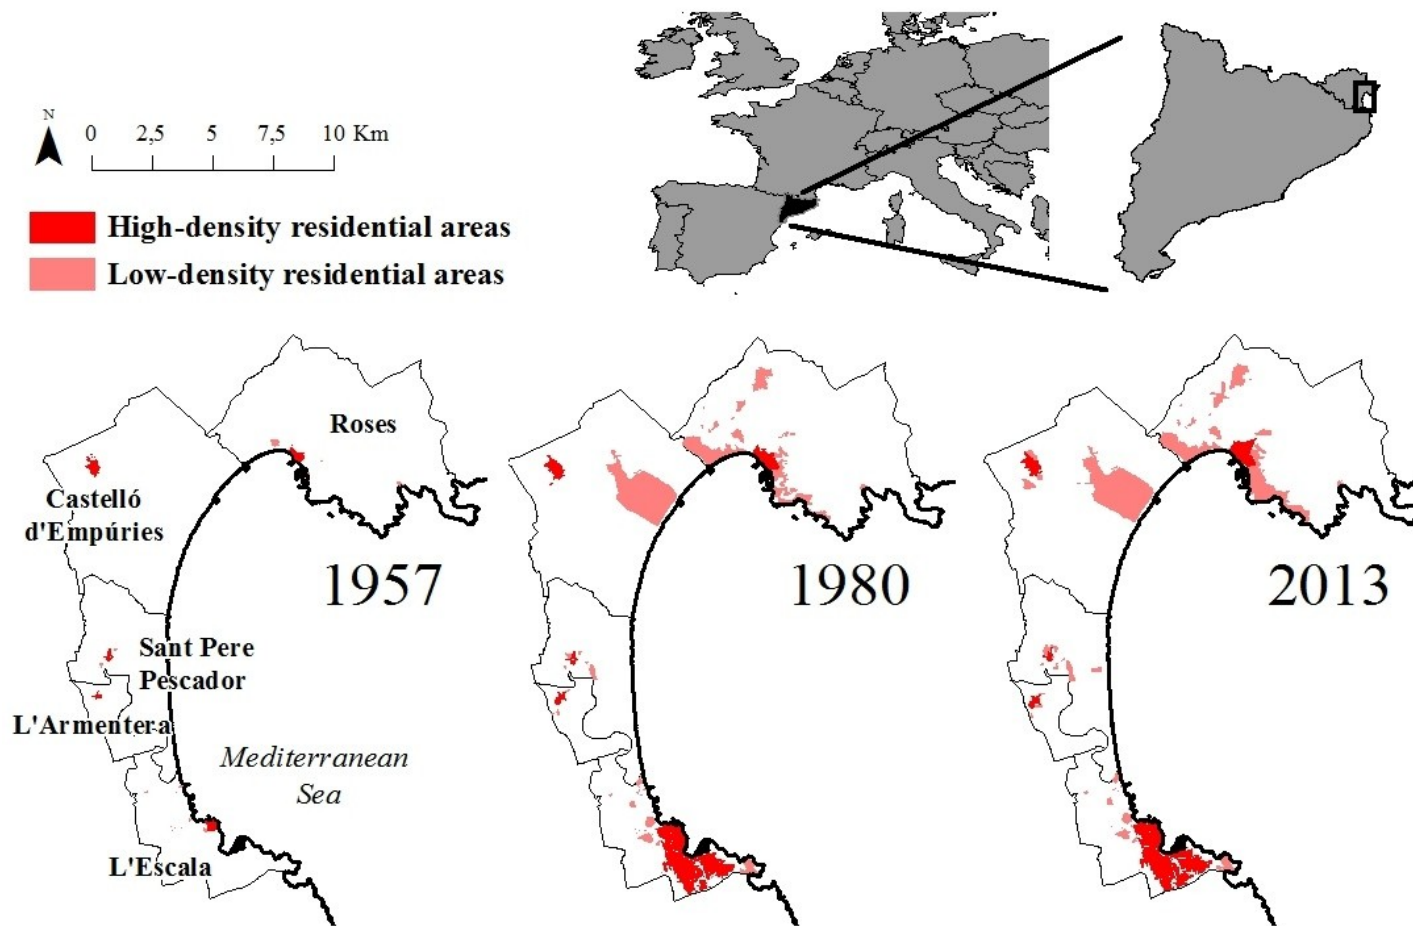 N
0 2,5 5 7,5 10 Km
High-density residential areas
Low-density residential areas
Roses
Castelló
d'Empúries
1957
1980
2013
Sant Pere
Pescador
L'Armentera
Mediterranean
Sea
L'Escala